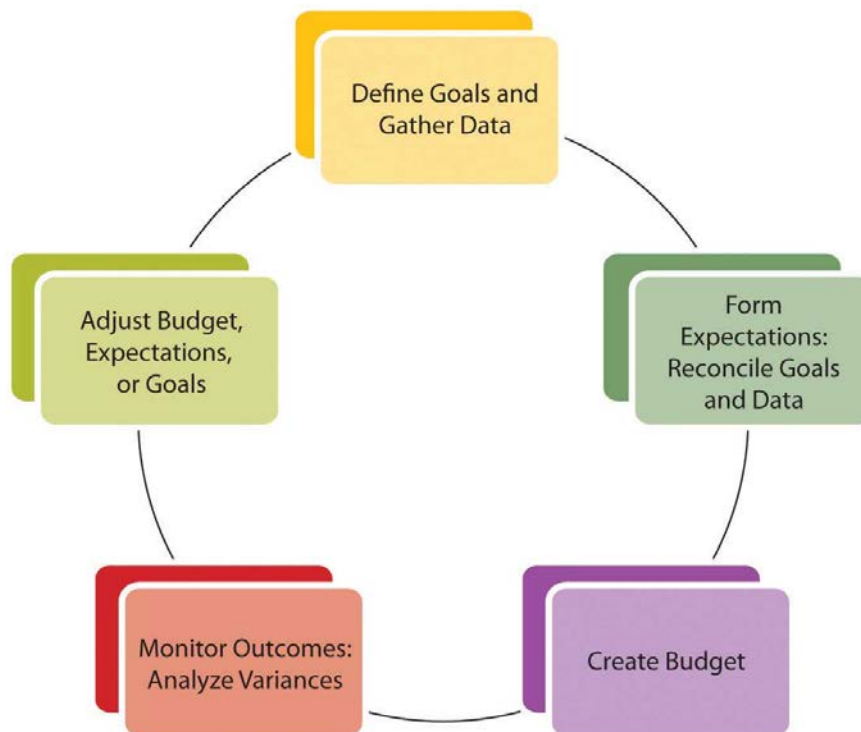 Define Goals and
Gather Data
Form
Expectations:
Reconcile Goals
and Data
Create Budget
Monitor Outcomes:
Analyze Variances
Adjust Budget,
Expectations,
or Goals